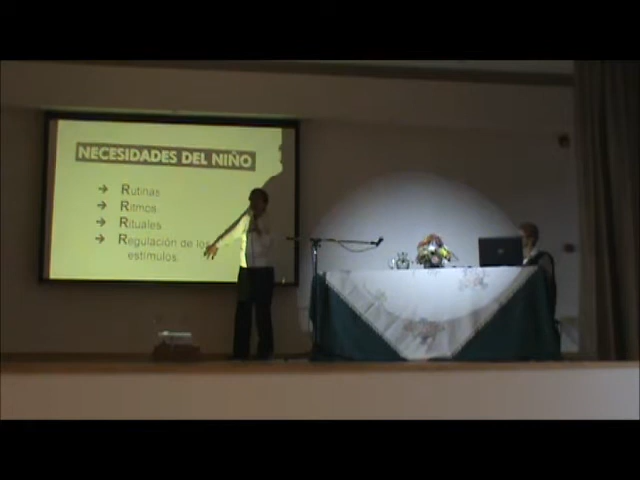 NECESIDADES DEL NIÑO
➔ Rutinas
➔ Ritmos
➔ Rituales
➔ Regulación de los
estímulos.